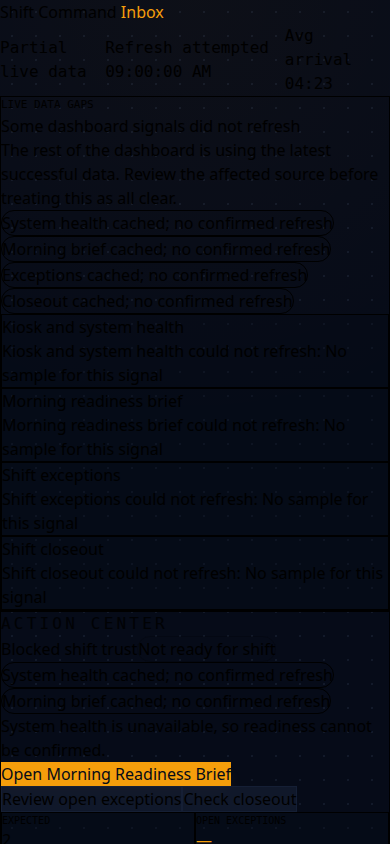 Shift Command Inbox
Partial live data
Refresh attempted 09:00:00 AM
Avg arrival 04:23
LIVE DATA GAPS
Some dashboard signals did not refresh
The rest of the dashboard is using the latest
successful data. Review the affected source before
treating this as all clear.
System health cached; no confirmed refresh
Morning brief cached; no confirmed refresh
Exceptions cached; no confirmed refresh
Closeout cached; no confirmed refresh
Kiosk and system health
Kiosk and system health could not refresh: No
sample for this signal
Morning readiness brief
Morning readiness brief could not refresh: No
sample for this signal
Shift exceptions
Shift exceptions could not refresh: No sample for
this signal
Shift closeout
Shift closeout could not refresh: No sample for this
signal
ACTION CENTER
Blocked shift trustNot ready for shift
System health cached; no confirmed refresh
Morning brief cached; no confirmed refresh
System health is unavailable, so readiness cannot
be confirmed.
Open Morning Readiness Brief
Review open exceptions Check closeout
EXPECTED
OPEN EXCEPTIONS